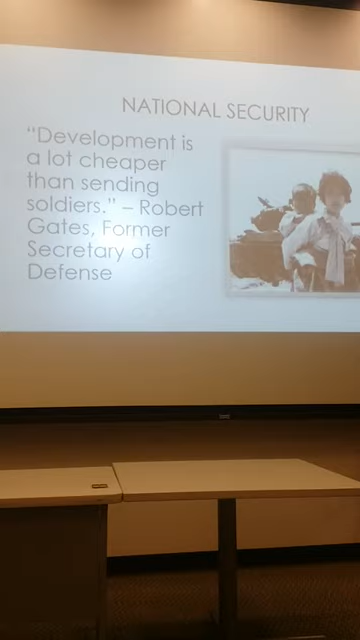 NATIONAL SECURITY
“Development is
a lot cheaper
than sending
soldiers.” – Robert
Gates, Former
Secretary of
Defense